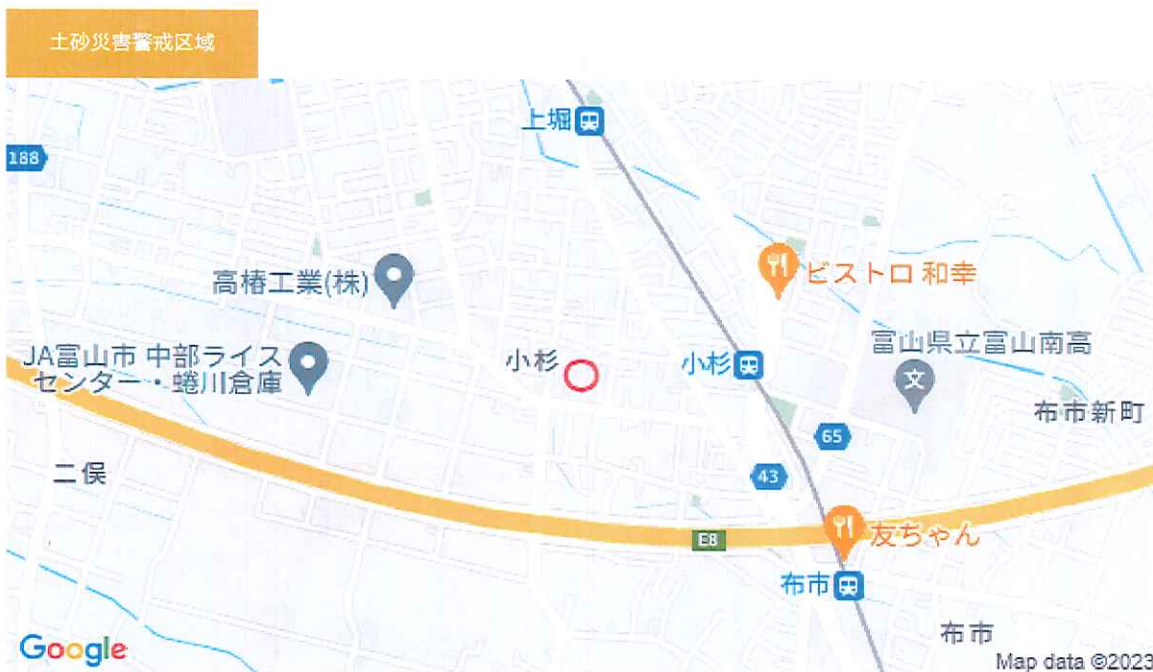 土砂災害警戒区域
上堀
188
高椿工業(株)
ビストロ 和幸
JA富山市 中部ライス
センター・蜷川倉庫
小杉
小杉
富山県立富山南高
文
布市新町
65
二俣
43
E8
友ちゃん
布市
布市
Google
Map data ©2023